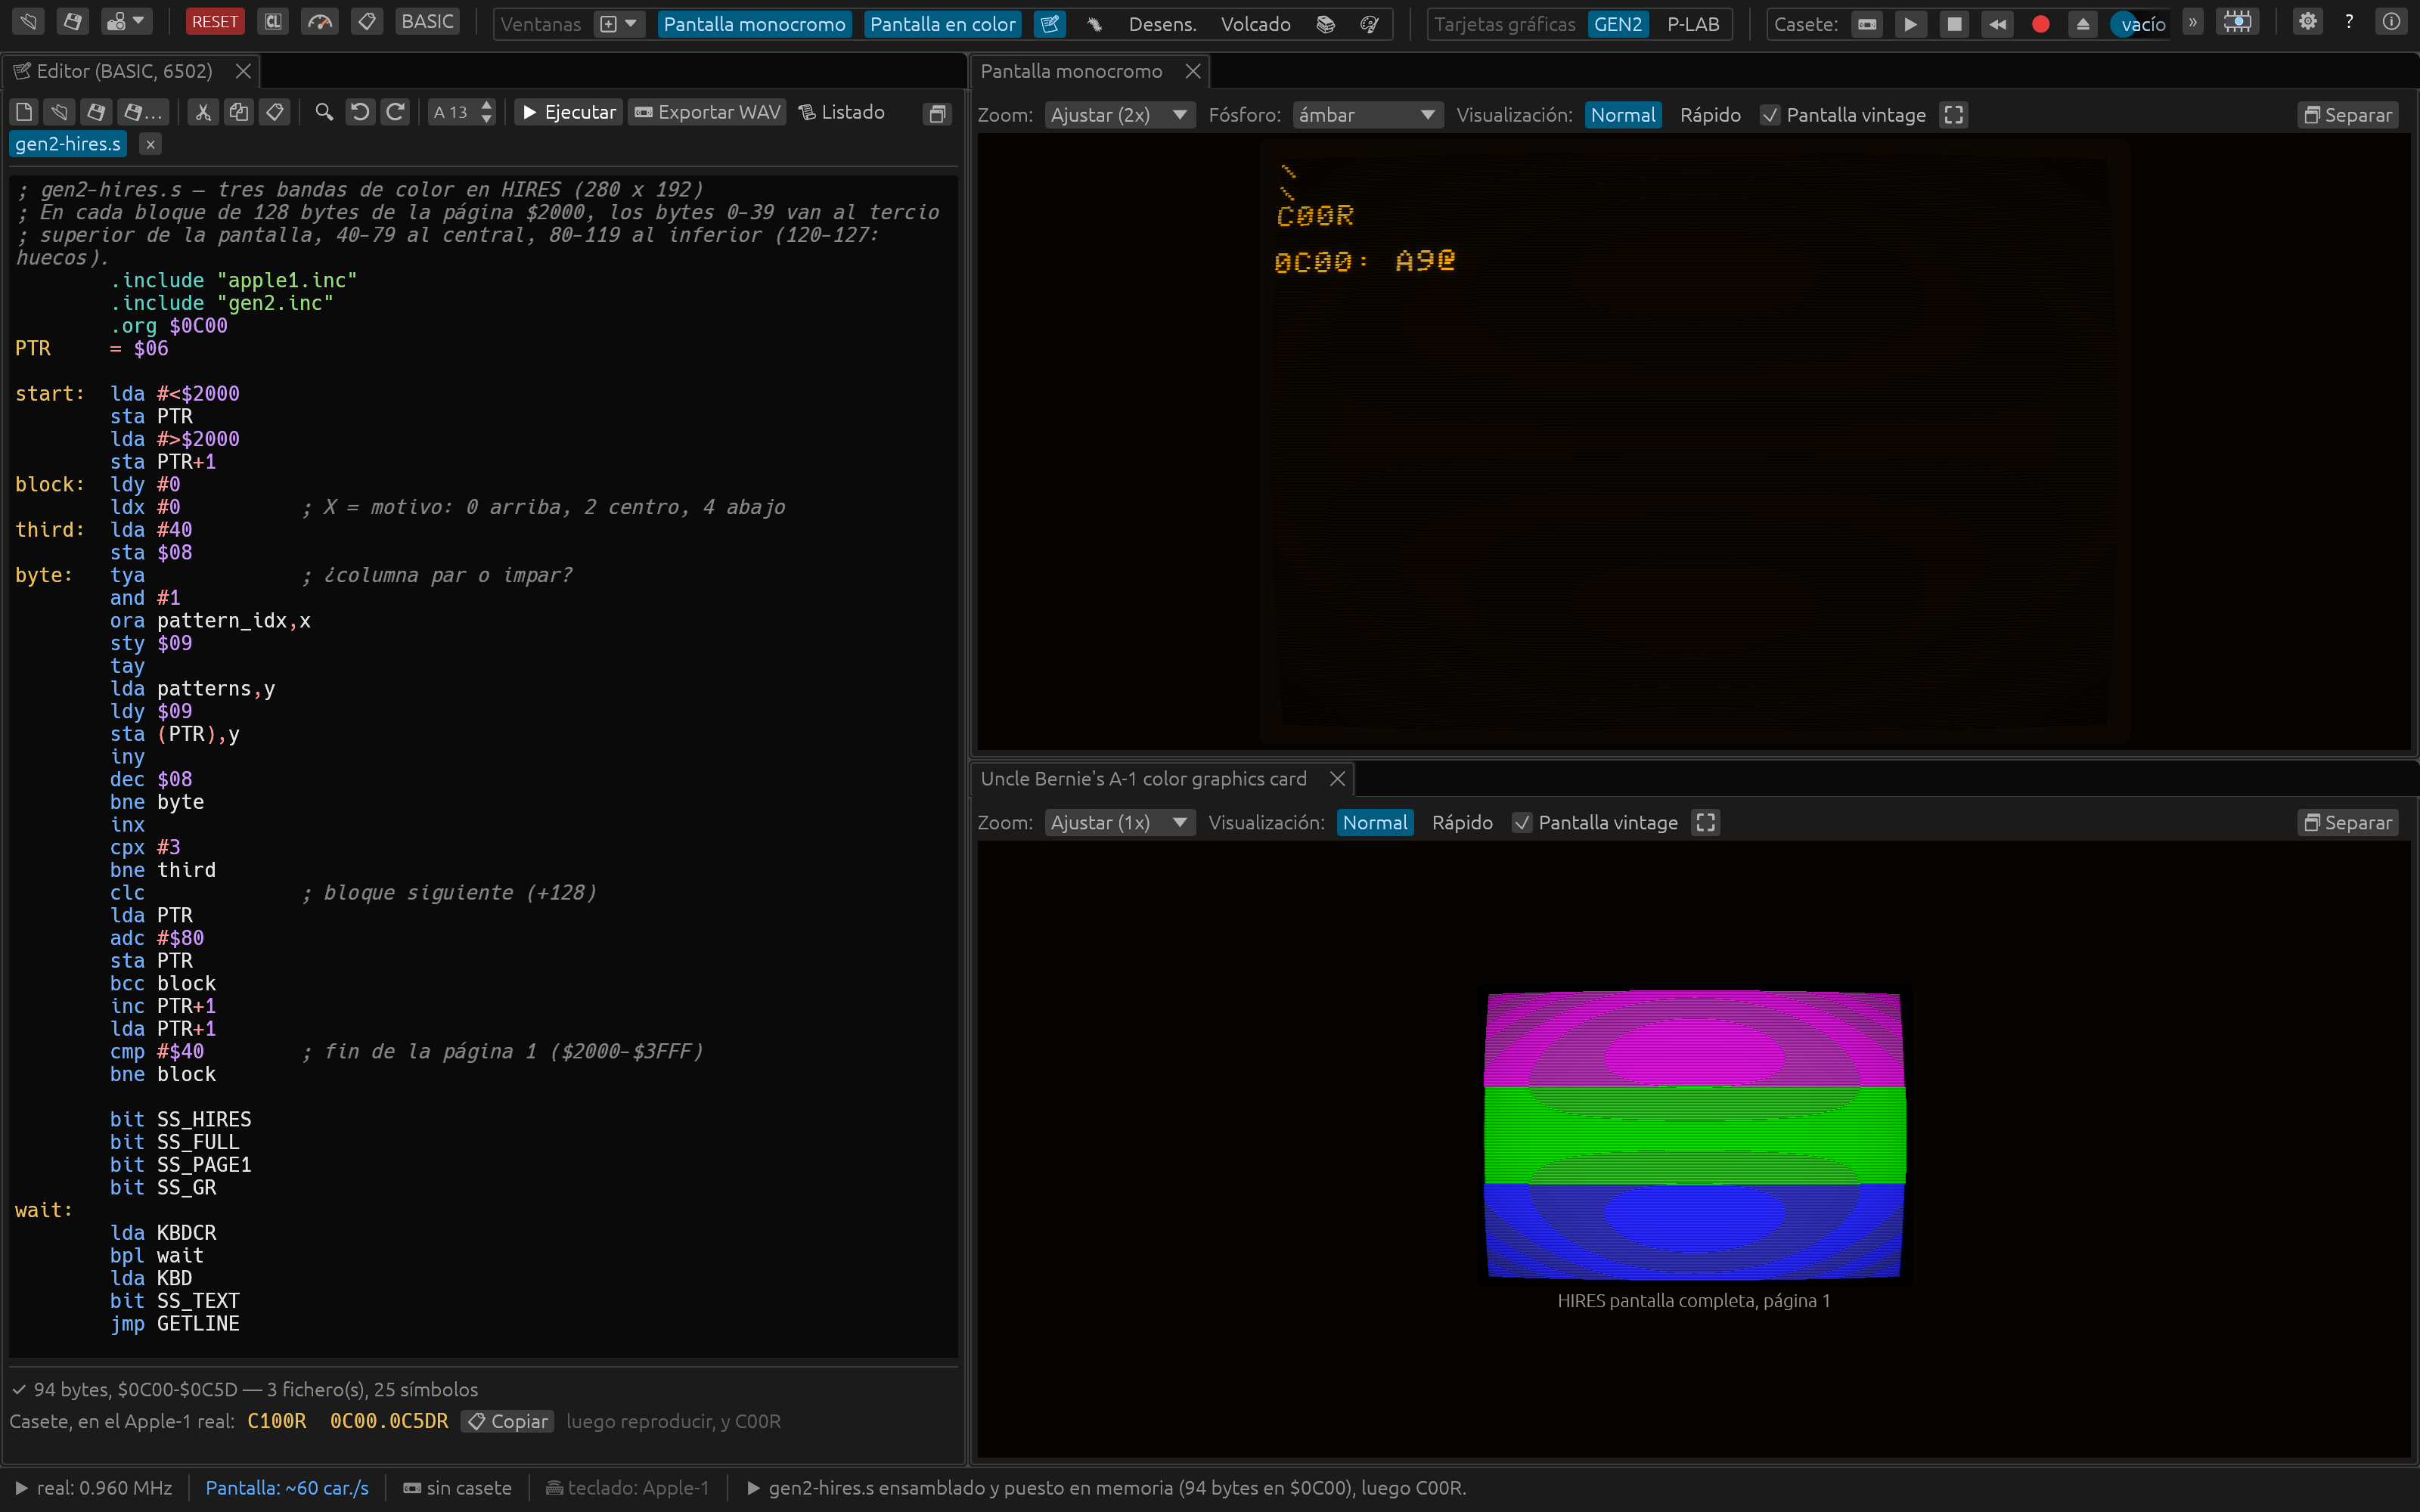 RESET CL BASIC Ventanas Pantalla monocromo Pantalla en color Desens. Volcado Tarjetas gráficas GEN2 P-LAB Casete: vacío » ?
Editor (BASIC, 6502)
A 13 Ejecutar Exportar WAV Listado
gen2-hires.s x
; gen2-hires.s — tres bandas de color en HIRES (280 x 192)
; En cada bloque de 128 bytes de la página $2000, los bytes 0-39 van al tercio
; superior de la pantalla, 40-79 al central, 80-119 al inferior (120-127:
huecos).
.include "apple1.inc"
.include "gen2.inc"
.org $0C00
PTR = $06
start: lda #<$2000
sta PTR
lda #>$2000
sta PTR+1
block: ldy #0
ldx #0 ; X = motivo: 0 arriba, 2 centro, 4 abajo
third: lda #40
sta $08
byte: tya ; ¿columna par o impar?
and #1
ora pattern_idx,x
sty $09
tay
lda patterns,y
ldy $09
sta (PTR),y
iny
dec $08
bne byte
inx
cpx #3
bne third
clc ; bloque siguiente (+128)
lda PTR
adc #$80
sta PTR
bcc block
inc PTR+1
lda PTR+1
cmp #$40 ; fin de la página 1 ($2000-$3FFF)
bne block
bit SS_HIRES
bit SS_FULL
bit SS_PAGE1
bit SS_GR
wait:
lda KBDCR
bpl wait
lda KBD
bit SS_TEXT
jmp GETLINE
✓ 94 bytes, $0C00-$0C5D — 3 fichero(s), 25 símbolos
Casete, en el Apple-1 real: C100R 0C00.0C5DR Copiar luego reproducir, y C00R
Pantalla monocromo
Zoom: Ajustar (2x) Fósforo: ámbar Visualización: Normal Rápido Pantalla vintage Separar
\
\
C00R
0C00: A9@
Uncle Bernie's A-1 color graphics card
Zoom: Ajustar (1x) Visualización: Normal Rápido Pantalla vintage Separar
HIRES pantalla completa, página 1
real: 0.960 MHz Pantalla: ~60 car./s sin casete teclado: Apple-1 gen2-hires.s ensamblado y puesto en memoria (94 bytes en $0C00), luego C00R.